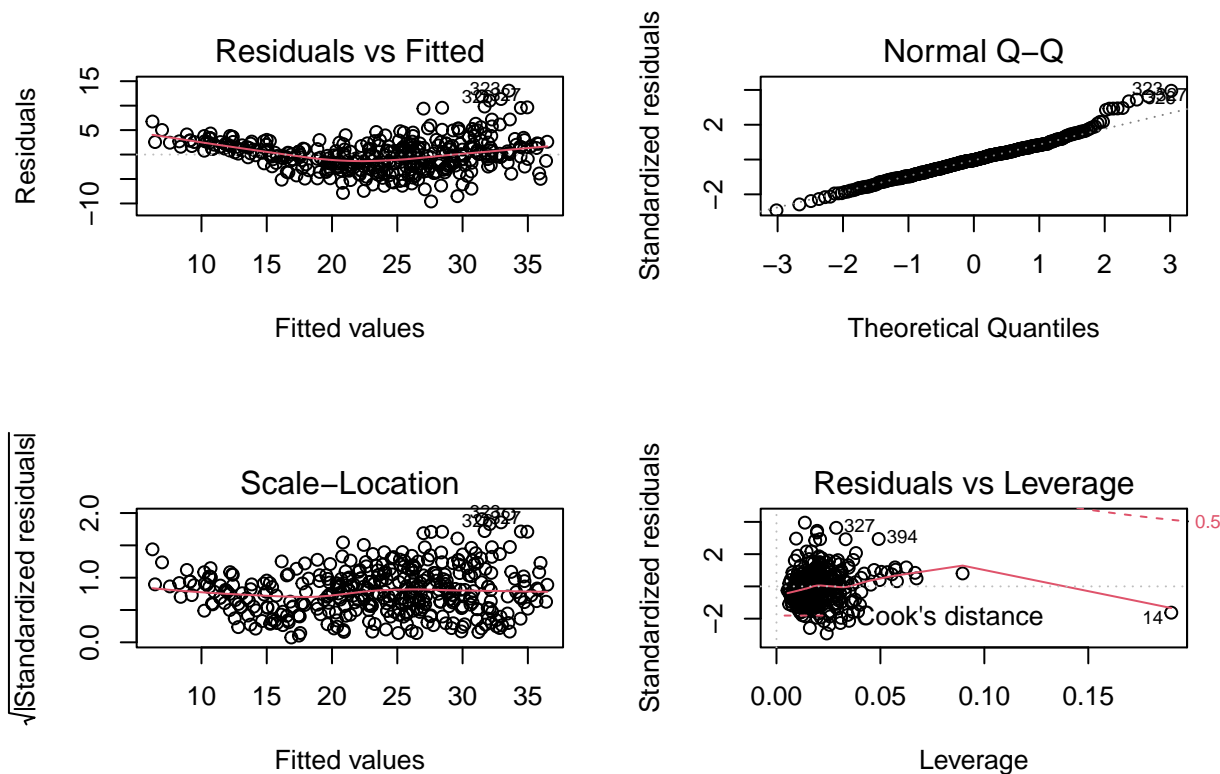 Residuals vs Fitted
Residuals
15
5
−10
323
327
10 15 20 25 30 35
Fitted values
Normal Q−Q
Standardized residuals
2
−2
323
327
−3 −2 −1 0 1 2 3
Theoretical Quantiles
Scale−Location
√|Standardized residuals|
2.0
1.0
0.0
323
327
10 15 20 25 30 35
Fitted values
Residuals vs Leverage
Standardized residuals
2
−2
327
394
0.5
Cook's distance
14
0.00 0.05 0.10 0.15
Leverage